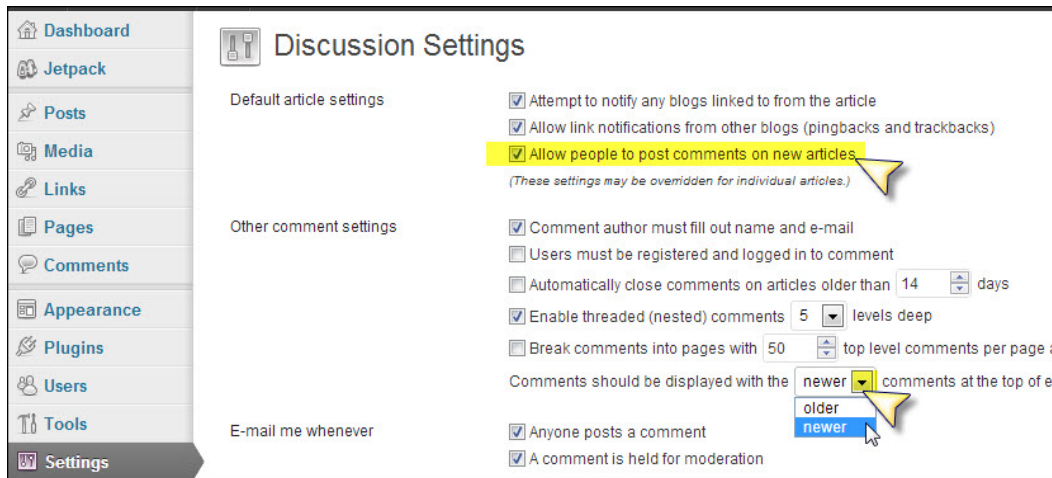 Dashboard
Jetpack
Posts
Media
Links
Pages
Comments
Appearance
Plugins
Users
Tools
Settings
Discussion Settings
Default article settings
Attempt to notify any blogs linked to from the article
Allow link notifications from other blogs (pingbacks and trackbacks)
Allow people to post comments on new articles
(These settings may be overridden for individual articles.)
Other comment settings
Comment author must fill out name and e-mail
Users must be registered and logged in to comment
Automatically close comments on articles older than 14 days
Enable threaded (nested) comments 5 levels deep
Break comments into pages with 50 top level comments per page
Comments should be displayed with the newer comments at the top of
older
newer
E-mail me whenever
Anyone posts a comment
A comment is held for moderation